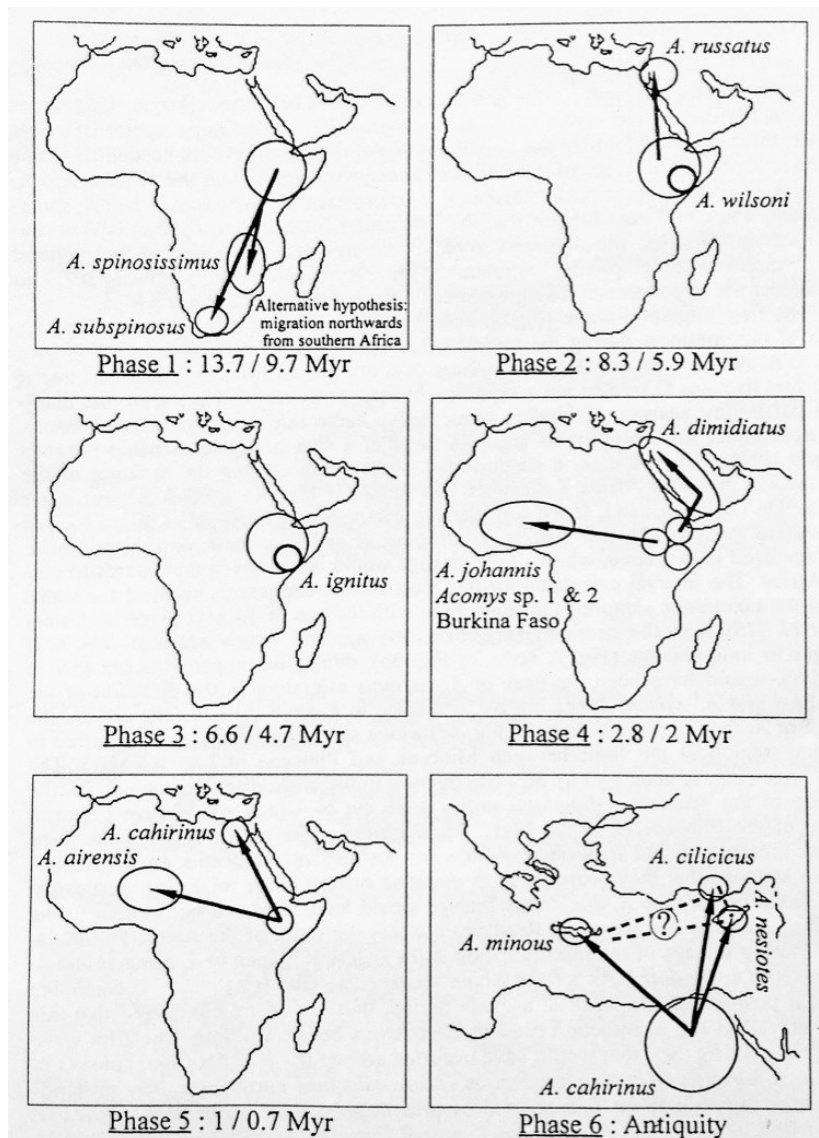 A. spinosissimus
A. subspinosus
Alternative hypothesis:
migration northwards
from southern Africa
Phase 1 : 13.7 / 9.7 Myr
A. russatus
A. wilsoni
Phase 2 : 8.3 / 5.9 Myr
A. ignitus
Phase 3 : 6.6 / 4.7 Myr
A. dimidiatus
A. johannis
Acomys sp. 1 & 2
Burkina Faso
Phase 4 : 2.8 / 2 Myr
A. cahirinus
A. airensis
Phase 5 : 1 / 0.7 Myr
A. cilicicus
A. minous
?
A. nesiotes
A. cahirinus
Phase 6 : Antiquity